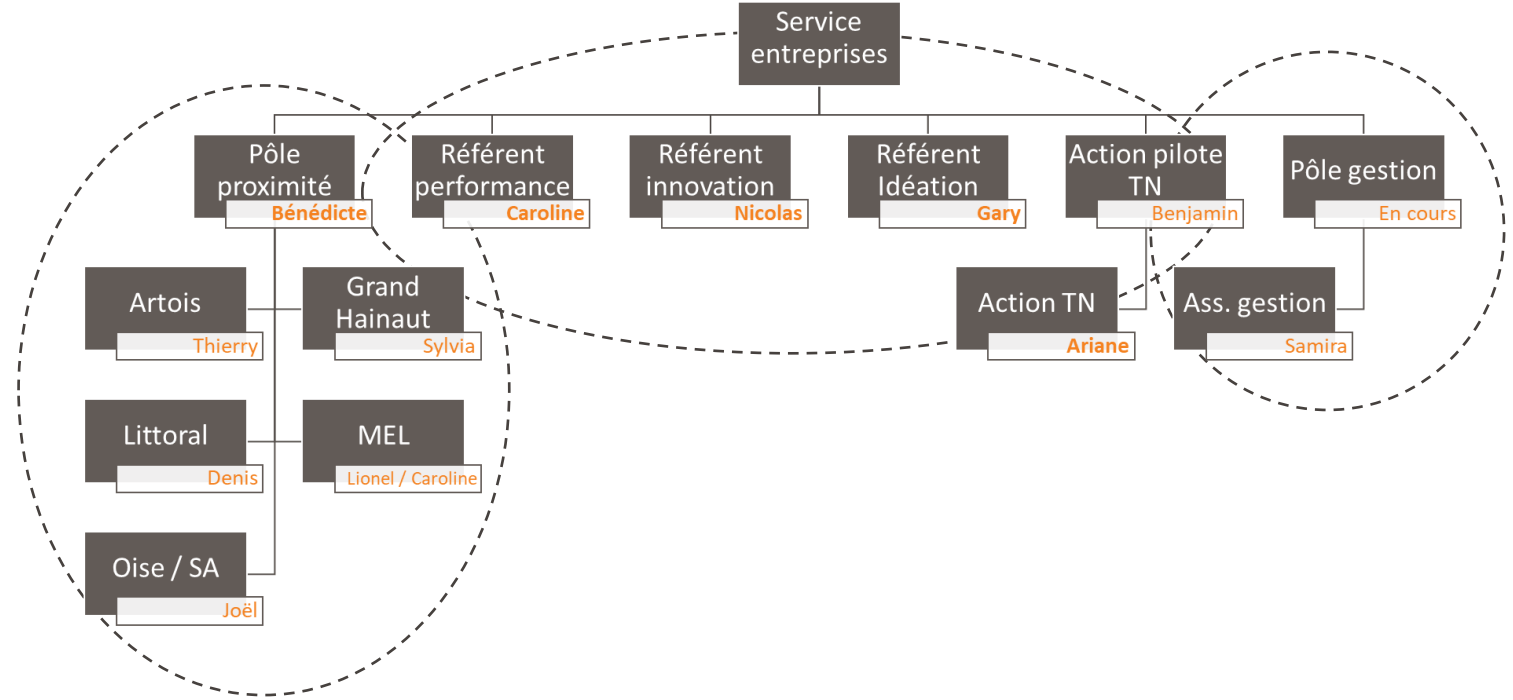 Service
entreprises
Pôle
proximité
Bénédicte
Référent
performance
Caroline
Référent
innovation
Nicolas
Référent
Idéation
Gary
Action pilote
TN
Benjamin
Pôle gestion
En cours
Artois
Thierry
Grand
Hainaut
Sylvia
Action TN
Ariane
Ass. gestion
Samira
Littoral
Denis
MEL
Lionel / Caroline
Oise / SA
Joël